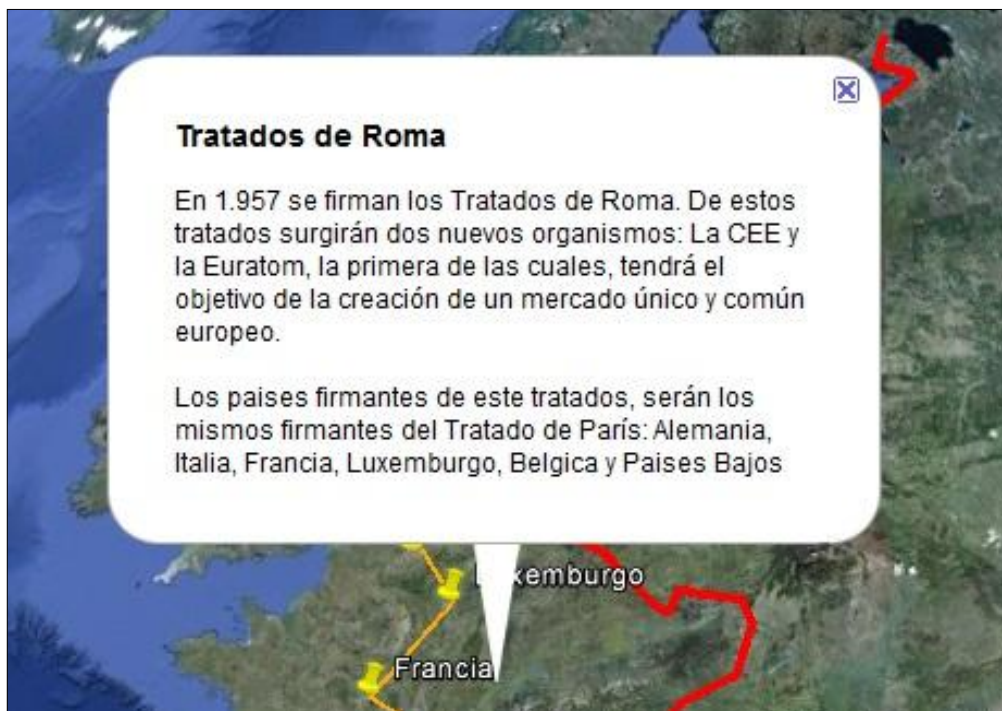 Tratados de Roma
En 1.957 se firman los Tratados de Roma. De estos
tratados surgirán dos nuevos organismos: La CEE y
la Euratom, la primera de las cuales, tendrá el
objetivo de la creación de un mercado único y común
europeo.
Los paises firmantes de este tratados, serán los
mismos firmantes del Tratado de París: Alemania,
Italia, Francia, Luxemburgo, Belgica y Paises Bajos
Luxemburgo
Francia